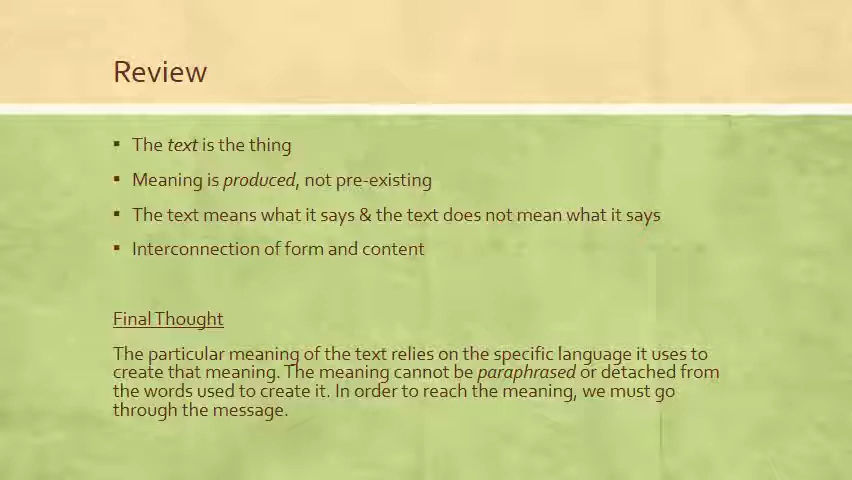 Review
▪ The text is the thing
▪ Meaning is produced, not pre-existing
▪ The text means what it says & the text does not mean what it says
▪ Interconnection of form and content
Final Thought
The particular meaning of the text relies on the specific language it uses to
create that meaning. The meaning cannot be paraphrased or detached from
the words used to create it. In order to reach the meaning, we must go
through the message.